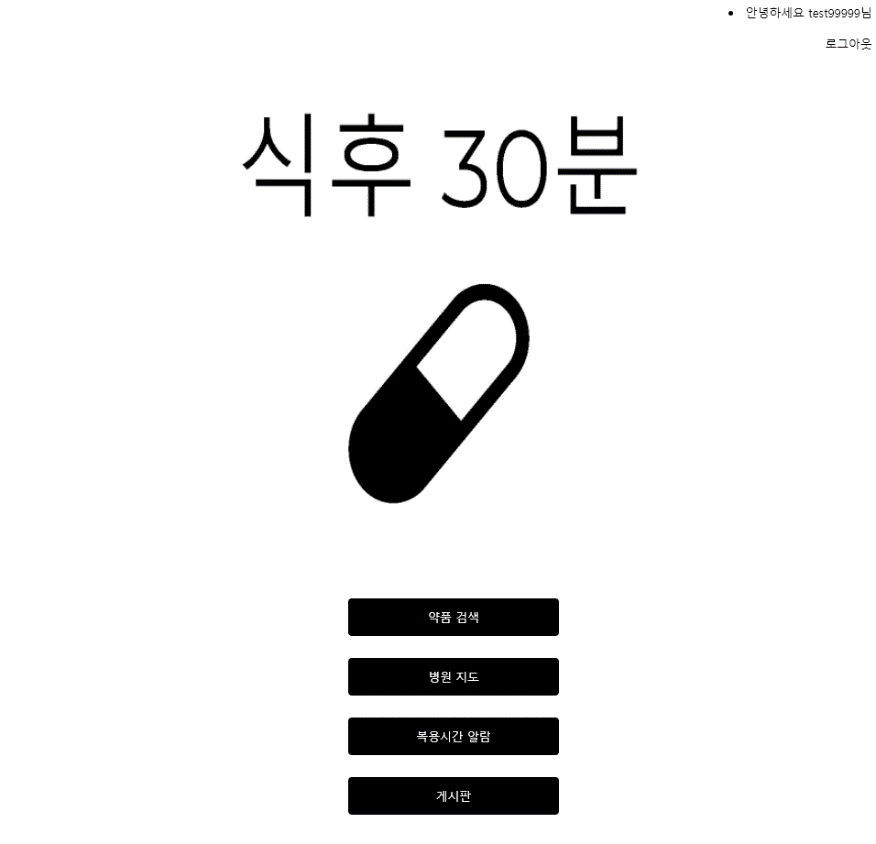 • 안녕하세요 test99999님
로그아웃
식후 30분
약품 검색
병원 지도
복용시간 알람
게시판